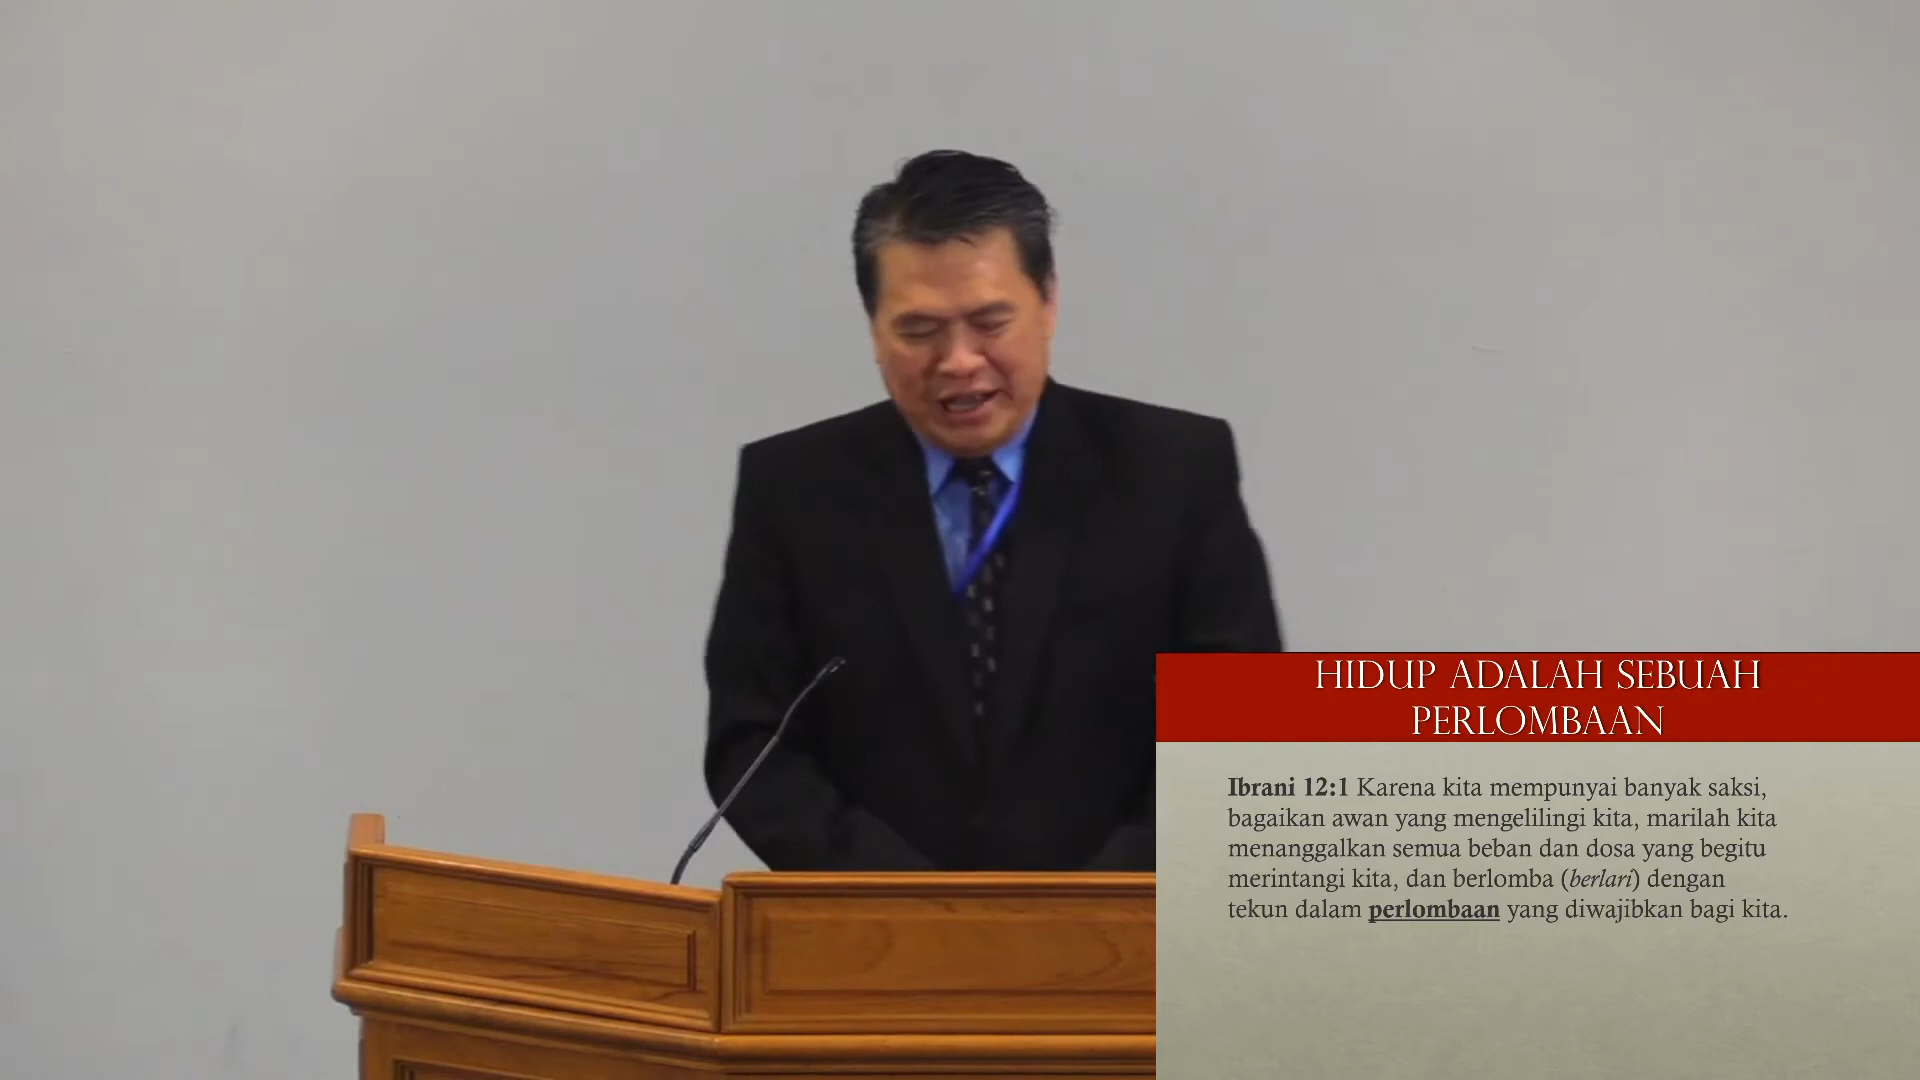 HIDUP ADALAH SEBUAH
PERLOMBAAN
Ibrani 12:1 Karena kita mempunyai banyak saksi,
bagaikan awan yang mengelilingi kita, marilah kita
menanggalkan semua beban dan dosa yang begitu
merintangi kita, dan berlomba (berlari) dengan
tekun dalam perlombaan yang diwajibkan bagi kita.